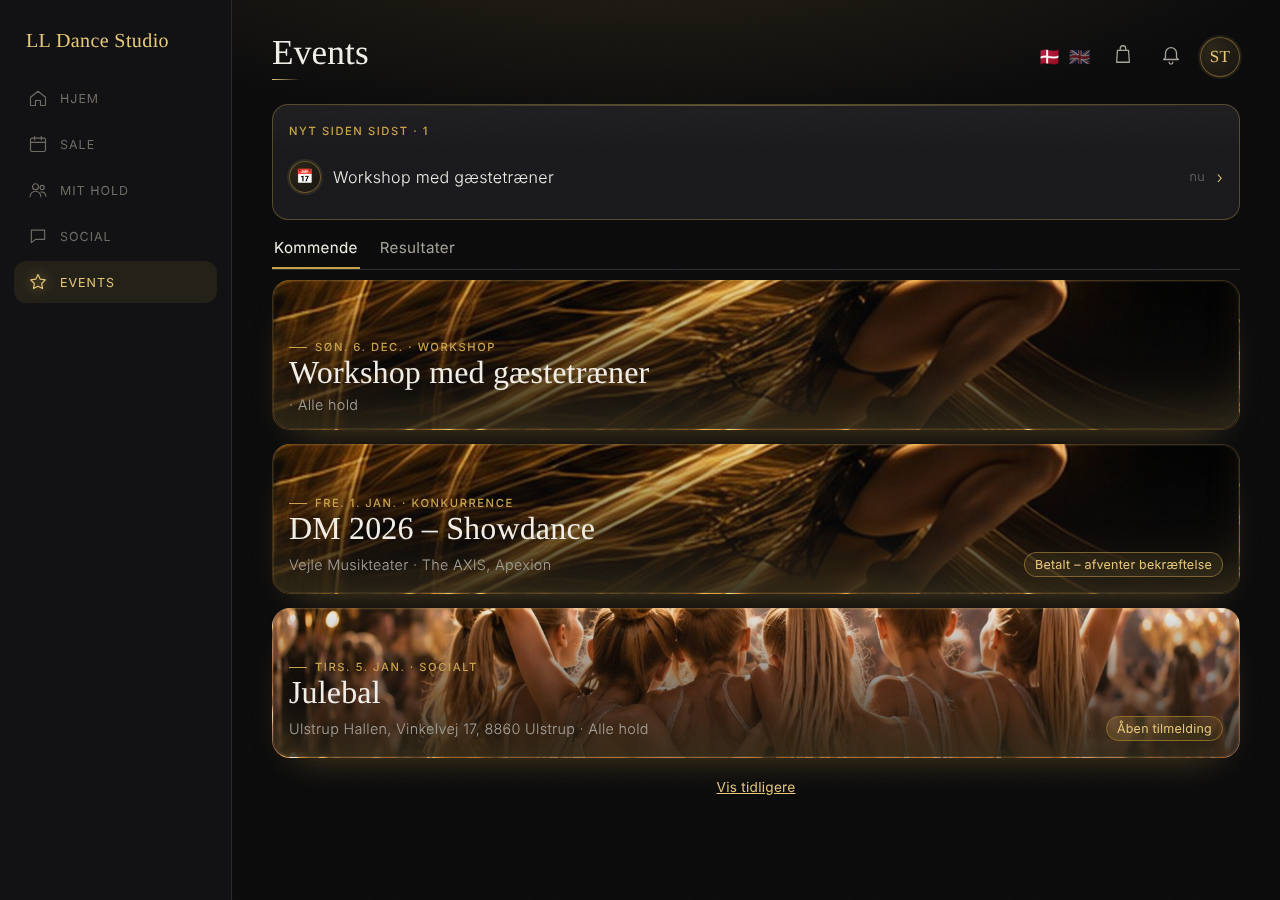 LL Dance Studio
HJEM
SALE
MIT HOLD
SOCIAL
EVENTS
Events
ST
NYT SIDEN SIDST · 1
Workshop med gæstetræner
nu
Kommende
Resultater
SØN. 6. DEC. · WORKSHOP
Workshop med gæstetræner
· Alle hold
FRE. 1. JAN. · KONKURRENCE
DM 2026 – Showdance
Vejle Musikteater · The AXIS, Apexion
Betalt – afventer bekræftelse
TIRS. 5. JAN. · SOCIALT
Julebal
Ulstrup Hallen, Vinkelvej 17, 8860 Ulstrup · Alle hold
Åben tilmelding
Vis tidligere